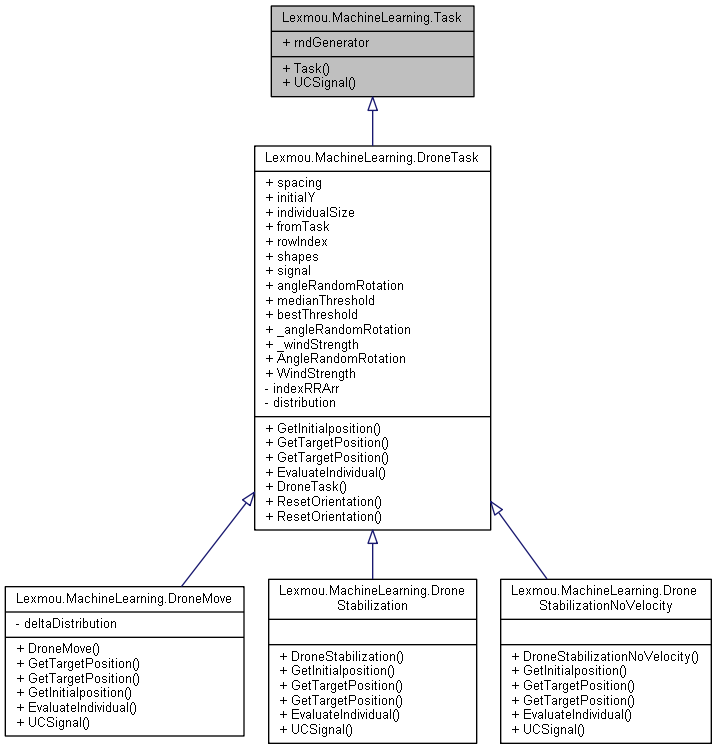 Lexmou.MachineLearning.Task
+ rndGenerator
+ Task()
+ UCSignal()
Lexmou.MachineLearning.DroneTask
+ spacing
+ initialY
+ individualSize
+ fromTask
+ rowIndex
+ shapes
+ signal
+ angleRandomRotation
+ medianThreshold
+ bestThreshold
+ _angleRandomRotation
+ _windStrength
+ AngleRandomRotation
+ WindStrength
- indexRRArr
- distribution
+ GetInitialposition()
+ GetTargetPosition()
+ GetTargetPosition()
+ EvaluateIndividual()
+ DroneTask()
+ ResetOrientation()
+ ResetOrientation()
Lexmou.MachineLearning.DroneMove
- deltaDistribution
+ DroneMove()
+ GetTargetPosition()
+ GetTargetPosition()
+ GetInitialposition()
+ EvaluateIndividual()
+ UCSignal()
Lexmou.MachineLearning.Drone
Stabilization
+ DroneStabilization()
+ GetInitialposition()
+ GetTargetPosition()
+ GetTargetPosition()
+ EvaluateIndividual()
+ UCSignal()
Lexmou.MachineLearning.Drone
StabilizationNoVelocity
+ DroneStabilizationNoVelocity()
+ GetInitialposition()
+ GetTargetPosition()
+ GetTargetPosition()
+ EvaluateIndividual()
+ UCSignal()